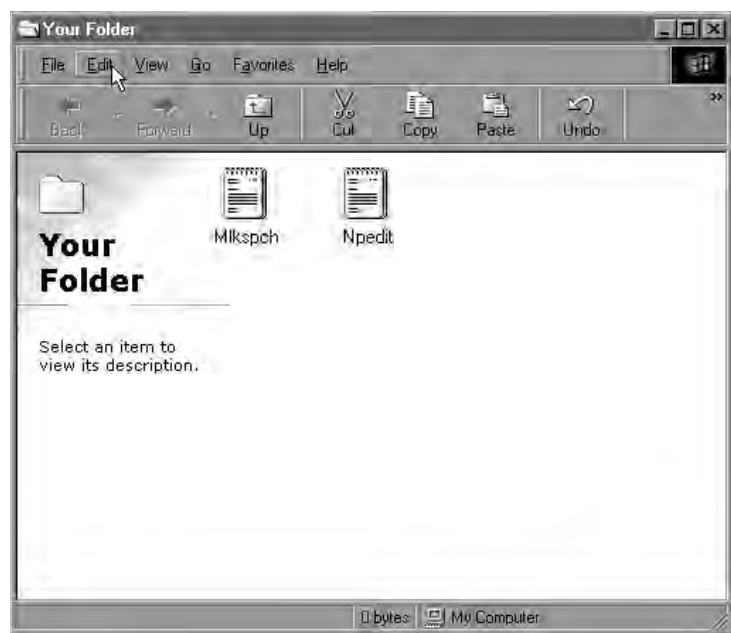 Your Folder
File Edit View Go Favorites Help
Back Forward Up Cut Copy Paste Undo »
Your
Folder
Mlkspch Npedit
Select an item to
view its description.
0 bytes My Computer